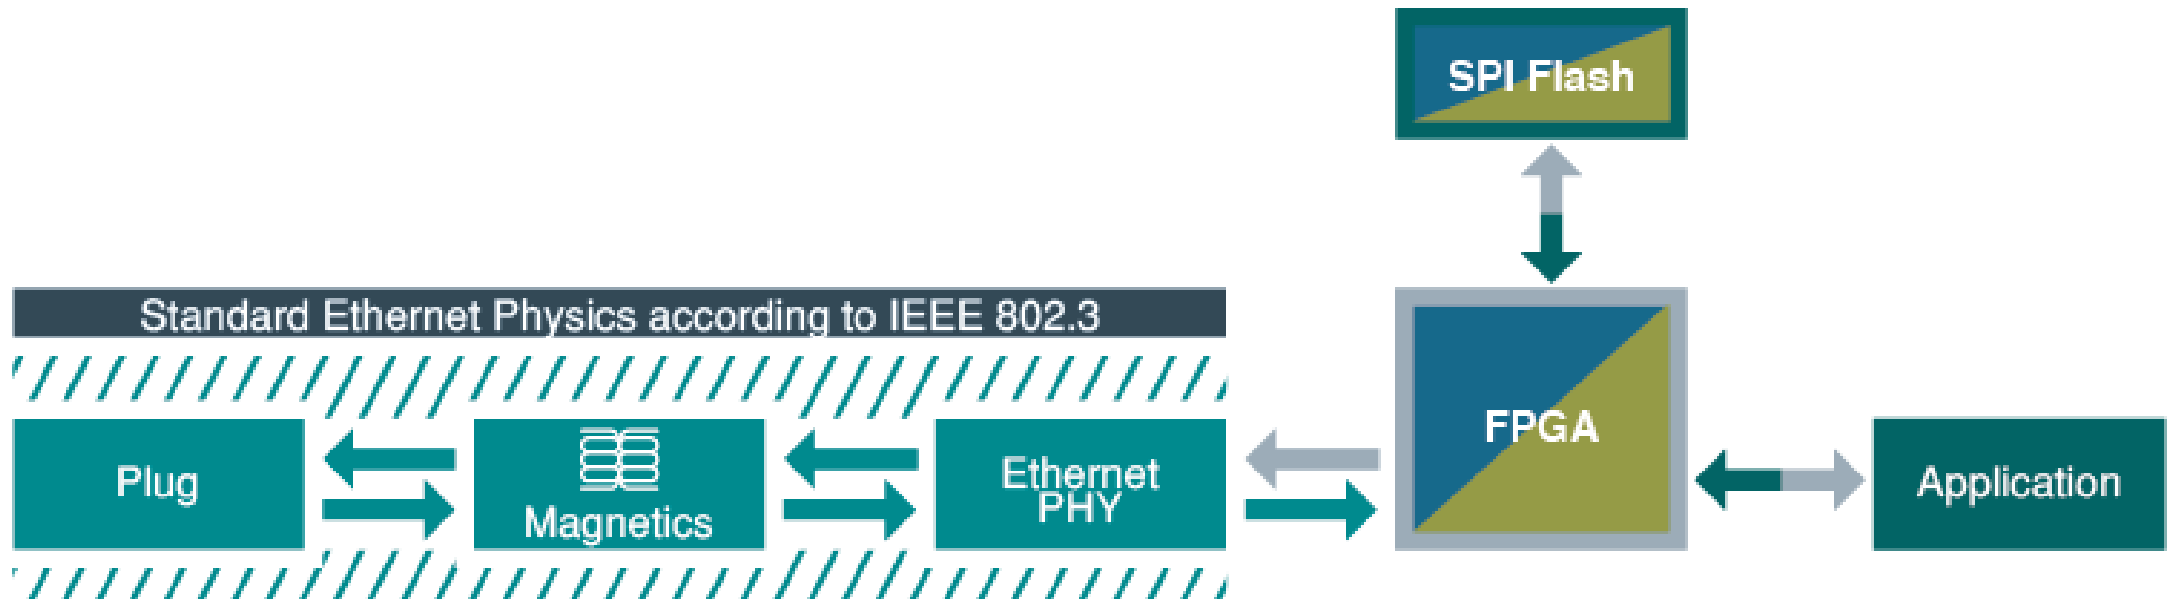 SPI Flash
Standard Ethernet Physics according to IEEE 802.3
Plug
Magnetics
Ethernet
PHY
FPGA
Application